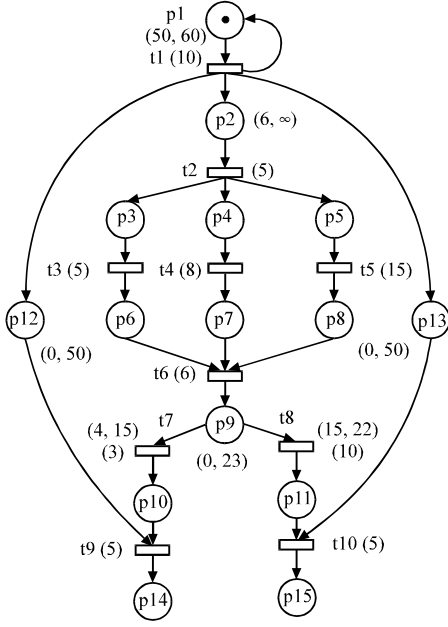 p1
(50, 60)
t1 (10)
p2 (6, ∞)
t2 (5)
p3 p4 p5
t3 (5) t4 (8) t5 (15)
p12 p6 p7 p8 p13
(0, 50) (0, 50)
t6 (6)
t7 p9 t8
(4, 15) (15, 22)
(3) (0, 23) (10)
p10 p11
t9 (5) t10 (5)
p14 p15